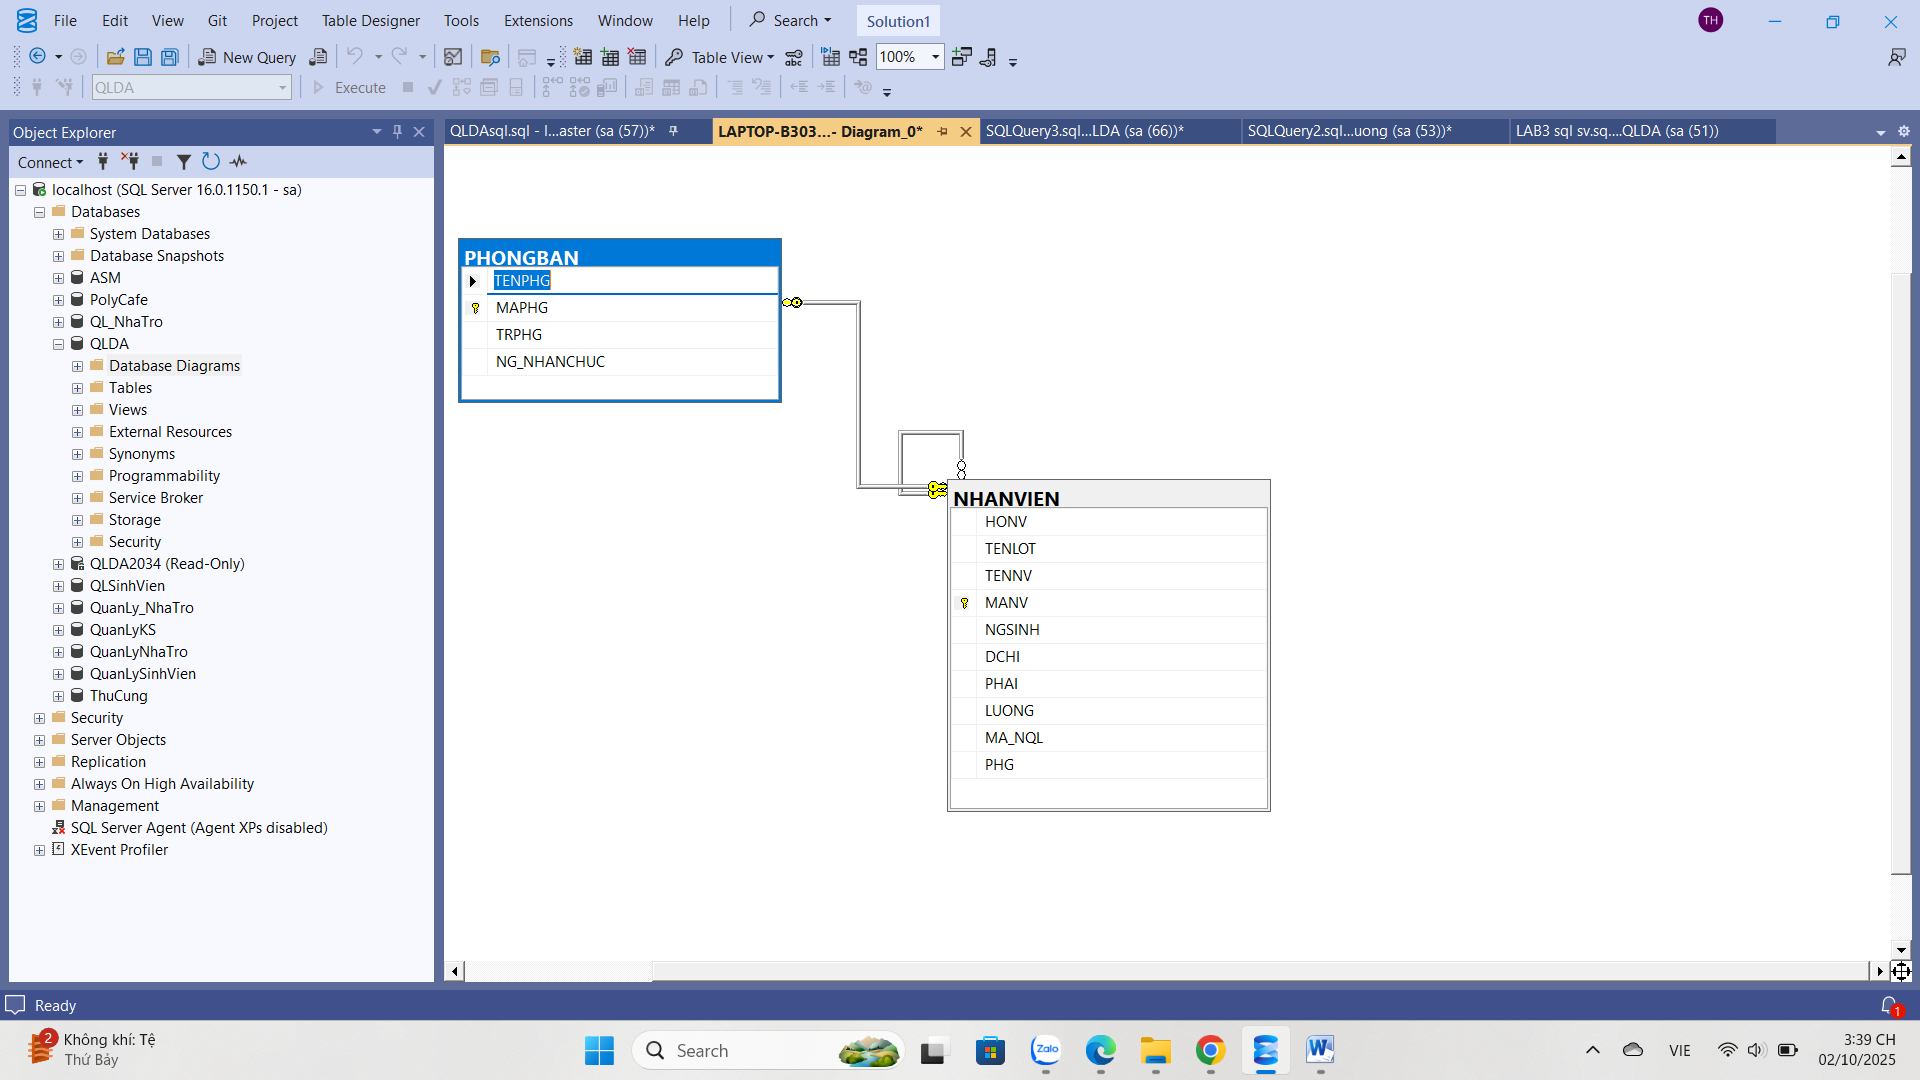 File Edit View Git Project Table Designer Tools Extensions Window Help Search Solution1 TH
New Query Table View 100%
QLDA Execute
Object Explorer
QLDAsql.sql - l...aster (sa (57))* LAPTOP-B303...- Diagram_0* SQLQuery3.sql...LDA (sa (66))* SQLQuery2.sql...uong (sa (53))* LAB3 sql sv.sq....QLDA (sa (51))
Connect
localhost (SQL Server 16.0.1150.1 - sa)
Databases
System Databases
Database Snapshots
ASM
PolyCafe
QL_NhaTro
QLDA
Database Diagrams
Tables
Views
External Resources
Synonyms
Programmability
Service Broker
Storage
Security
QLDA2034 (Read-Only)
QLSinhVien
QuanLy_NhaTro
QuanLyKS
QuanLyNhaTro
QuanLySinhVien
ThuCung
Security
Server Objects
Replication
Always On High Availability
Management
SQL Server Agent (Agent XPs disabled)
XEvent Profiler
PHONGBAN
TENPHG
MAPHG
TRPHG
NG_NHANCHUC
NHANVIEN
HONV
TENLOT
TENNV
MANV
NGSINH
DCHI
PHAI
LUONG
MA_NQL
PHG
Ready
1
2
Không khí: Tệ
Thứ Bảy
Search
Zalo
W
VIE
3:39 CH
02/10/2025